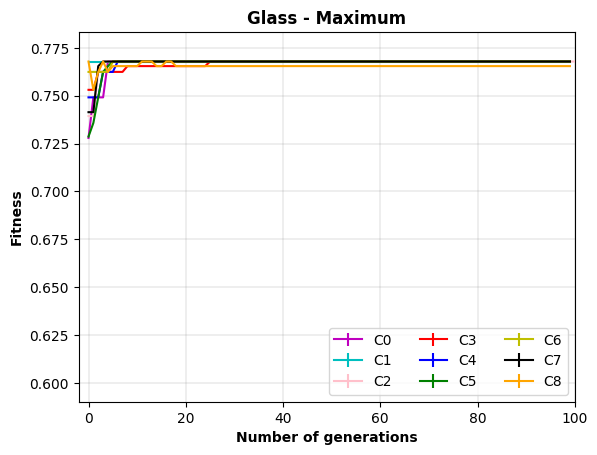 Glass - Maximum
0.775
0.750
0.725
0.700
0.675
0.650
0.625
0.600
Fitness
C0 C3 C6
C1 C4 C7
C2 C5 C8
0 20 40 60 80 100
Number of generations